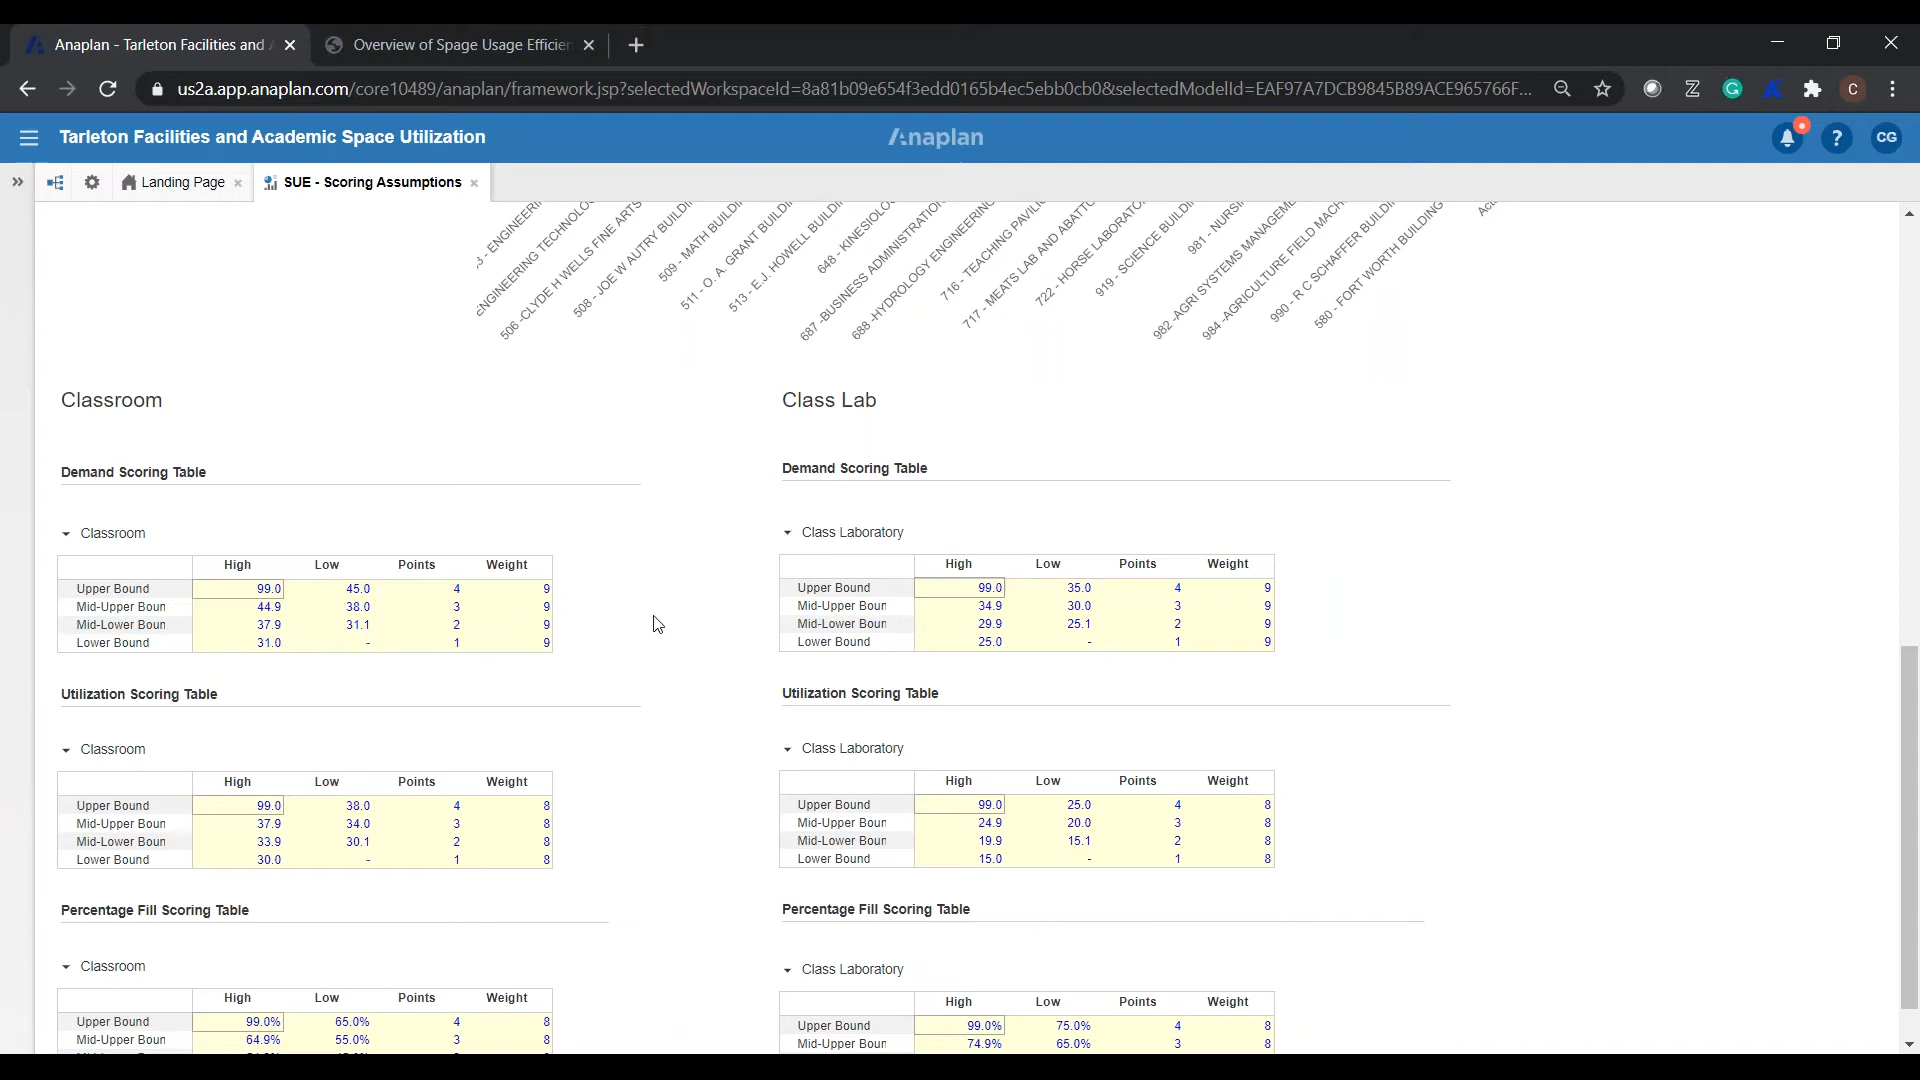 Anaplan - Tarleton Facilities and
Overview of Spage Usage Efficie
us2a.app.anaplan.com/core10489/anaplan/framework.jsp?selectedWorkspaceId=8a81b09e654f3edd0165b4ec5ebb0cb0&selectedModelId=EAF97A7DCB9845B89ACE965766F...
C
Tarleton Facilities and Academic Space Utilization
Anaplan
?
CG
Landing Page
SUE - Scoring Assumptions
3 - ENGINEERIN
ENGINEERING TECHNOLO
506 -CLYDE H WELLS FINE ARTS
508 - JOE W AUTRY BUILDI
509 - MATH BUILDI
511 - O. A. GRANT BUILDI
513 - E.J. HOWELL BUILDI
648 - KINESIOLO
687 -BUSINESS ADMINISTRATION
688 -HYDROLOGY ENGINEERING
716 - TEACHING PAVILIO
717 - MEATS LAB AND ABATTO
722 - HORSE LABORATO
919 - SCIENCE BUILDI
981 - NURSI
982 -AGRI SYSTEMS MANAGEME
984 -AGRICULTURE FIELD MACH
990 - R C SCHAFFER BUILDI
580 - FORT WORTH BUILDING
Classroom
Demand Scoring Table
Classroom
High Low Points Weight
Upper Bound 99.0 45.0 4 9
Mid-Upper Boun 44.9 38.0 3 9
Mid-Lower Boun 37.9 31.1 2 9
Lower Bound 31.0 - 1 9
Utilization Scoring Table
Classroom
High Low Points Weight
Upper Bound 99.0 38.0 4 8
Mid-Upper Boun 37.9 34.0 3 8
Mid-Lower Boun 33.9 30.1 2 8
Lower Bound 30.0 - 1 8
Percentage Fill Scoring Table
Classroom
High Low Points Weight
Upper Bound 99.0% 65.0% 4 8
Mid-Upper Boun 64.9% 55.0% 3 8
Class Lab
Demand Scoring Table
Class Laboratory
High Low Points Weight
Upper Bound 99.0 35.0 4 9
Mid-Upper Boun 34.9 30.0 3 9
Mid-Lower Boun 29.9 25.1 2 9
Lower Bound 25.0 - 1 9
Utilization Scoring Table
Class Laboratory
High Low Points Weight
Upper Bound 99.0 25.0 4 8
Mid-Upper Boun 24.9 20.0 3 8
Mid-Lower Boun 19.9 15.1 2 8
Lower Bound 15.0 - 1 8
Percentage Fill Scoring Table
Class Laboratory
High Low Points Weight
Upper Bound 99.0% 75.0% 4 8
Mid-Upper Boun 74.9% 65.0% 3 8